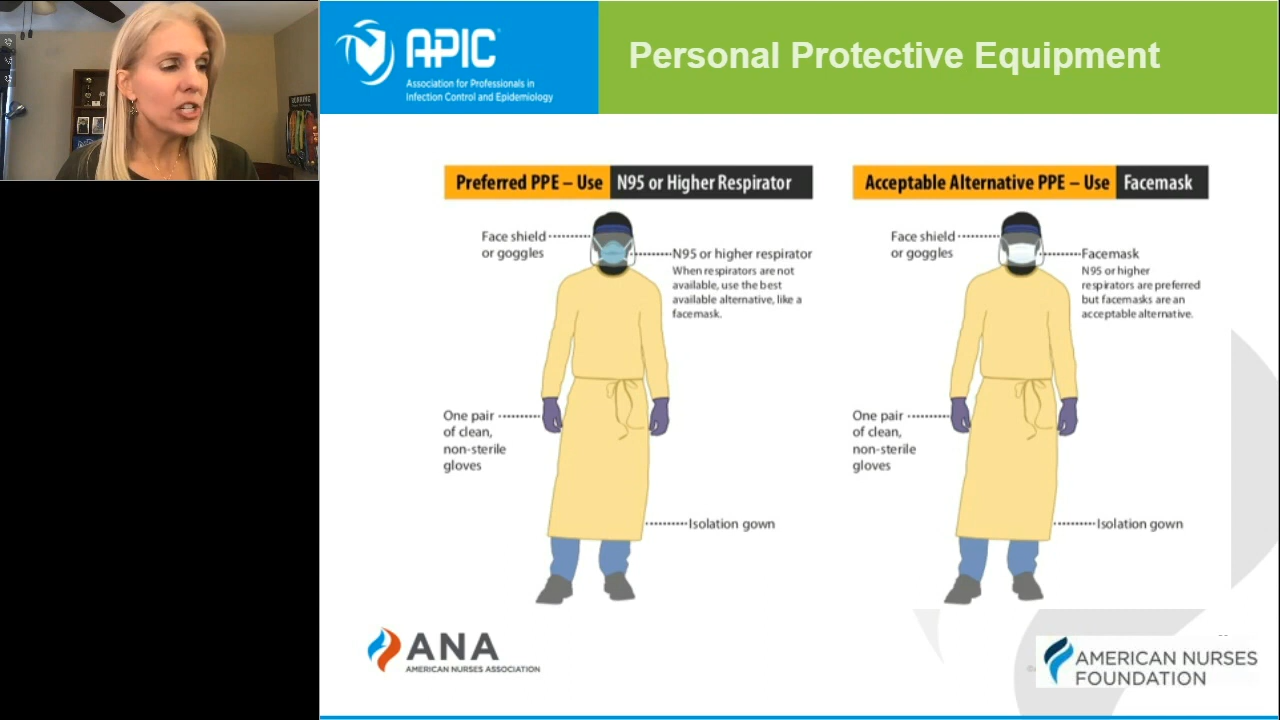 APIC
Association for Professionals in
Infection Control and Epidemiology
Personal Protective Equipment
Preferred PPE – Use N95 or Higher Respirator
Face shield
or goggles
N95 or higher respirator
When respirators are not
available, use the best
available alternative, like a
facemask.
One pair
of clean,
non-sterile
gloves
Isolation gown
Acceptable Alternative PPE – Use Facemask
Face shield
or goggles
Facemask
N95 or higher
respirators are preferred
but facemasks are an
acceptable alternative.
One pair
of clean,
non-sterile
gloves
Isolation gown
ANA
AMERICAN NURSES ASSOCIATION
AMERICAN NURSES
FOUNDATION